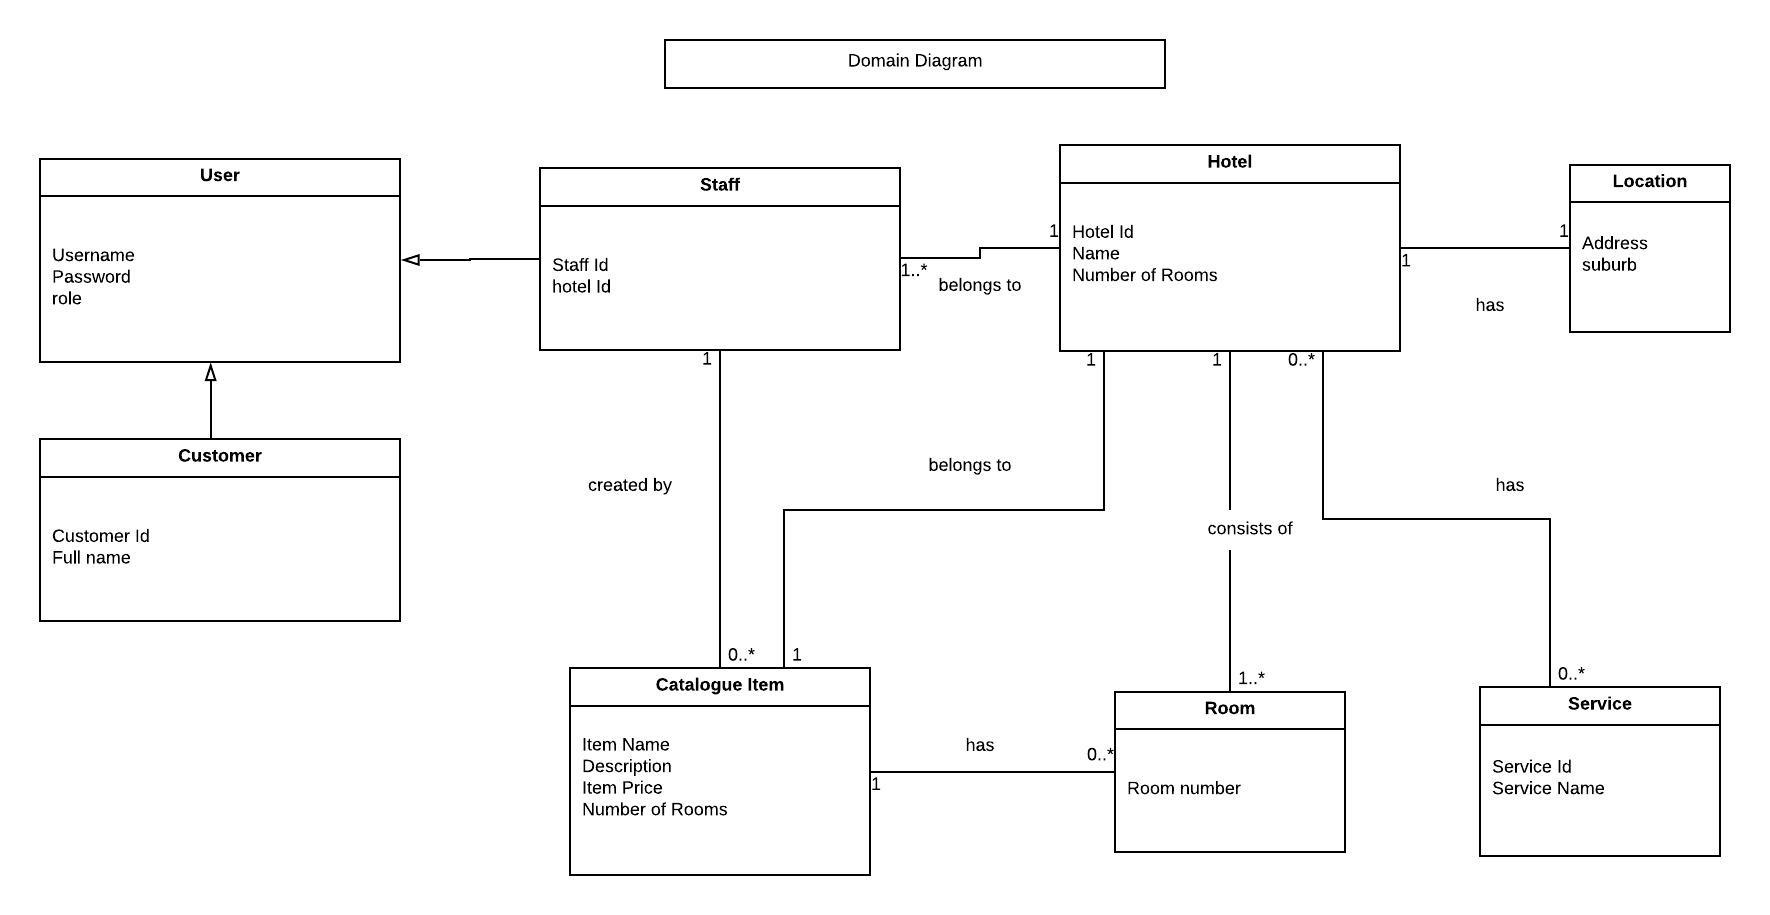 Domain Diagram
User
Username
Password
role
Staff
Staff Id
hotel Id
Hotel
Hotel Id
Name
Number of Rooms
Location
Address
suburb
1..*
belongs to
1
1
has
1
Customer
Customer Id
Full name
1
created by
0..*
1
belongs to
1
1
consists of
1..*
0..*
has
0..*
Catalogue Item
Item Name
Description
Item Price
Number of Rooms
1
has
0..*
Room
Room number
Service
Service Id
Service Name